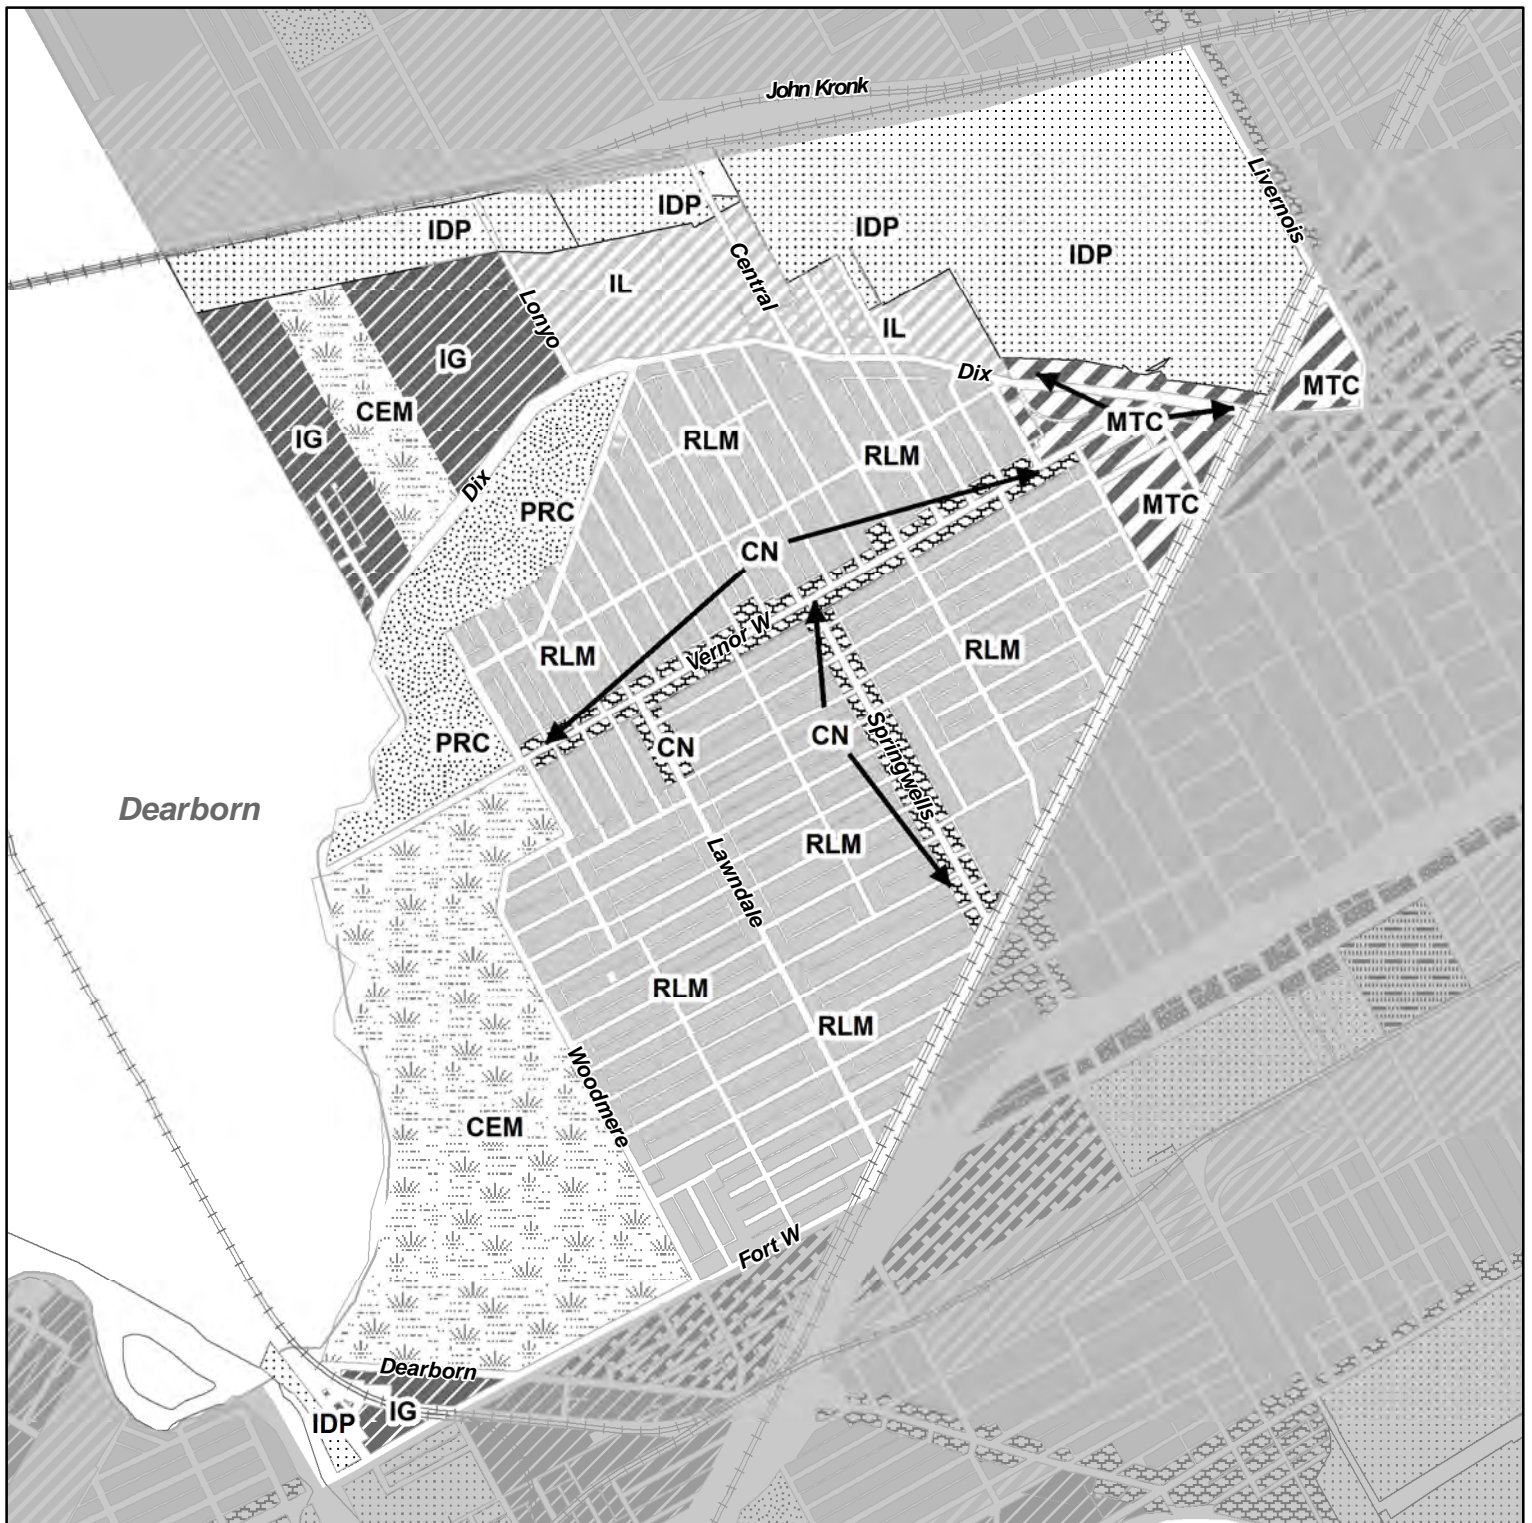 John Kronk
Livernois
IDP
IDP
IDP
IDP
Central
IL
Lonyo
IL
IG
Dix
MTC
CEM
MTC
IG
RLM
RLM
Dix
PRC
MTC
CN
Vernor W
RLM
RLM
PRC
CN
CN
Springwells
Dearborn
RLM
Lawndale
RLM
RLM
Woodmere
CEM
Fort W
Dearborn
IG
IDP